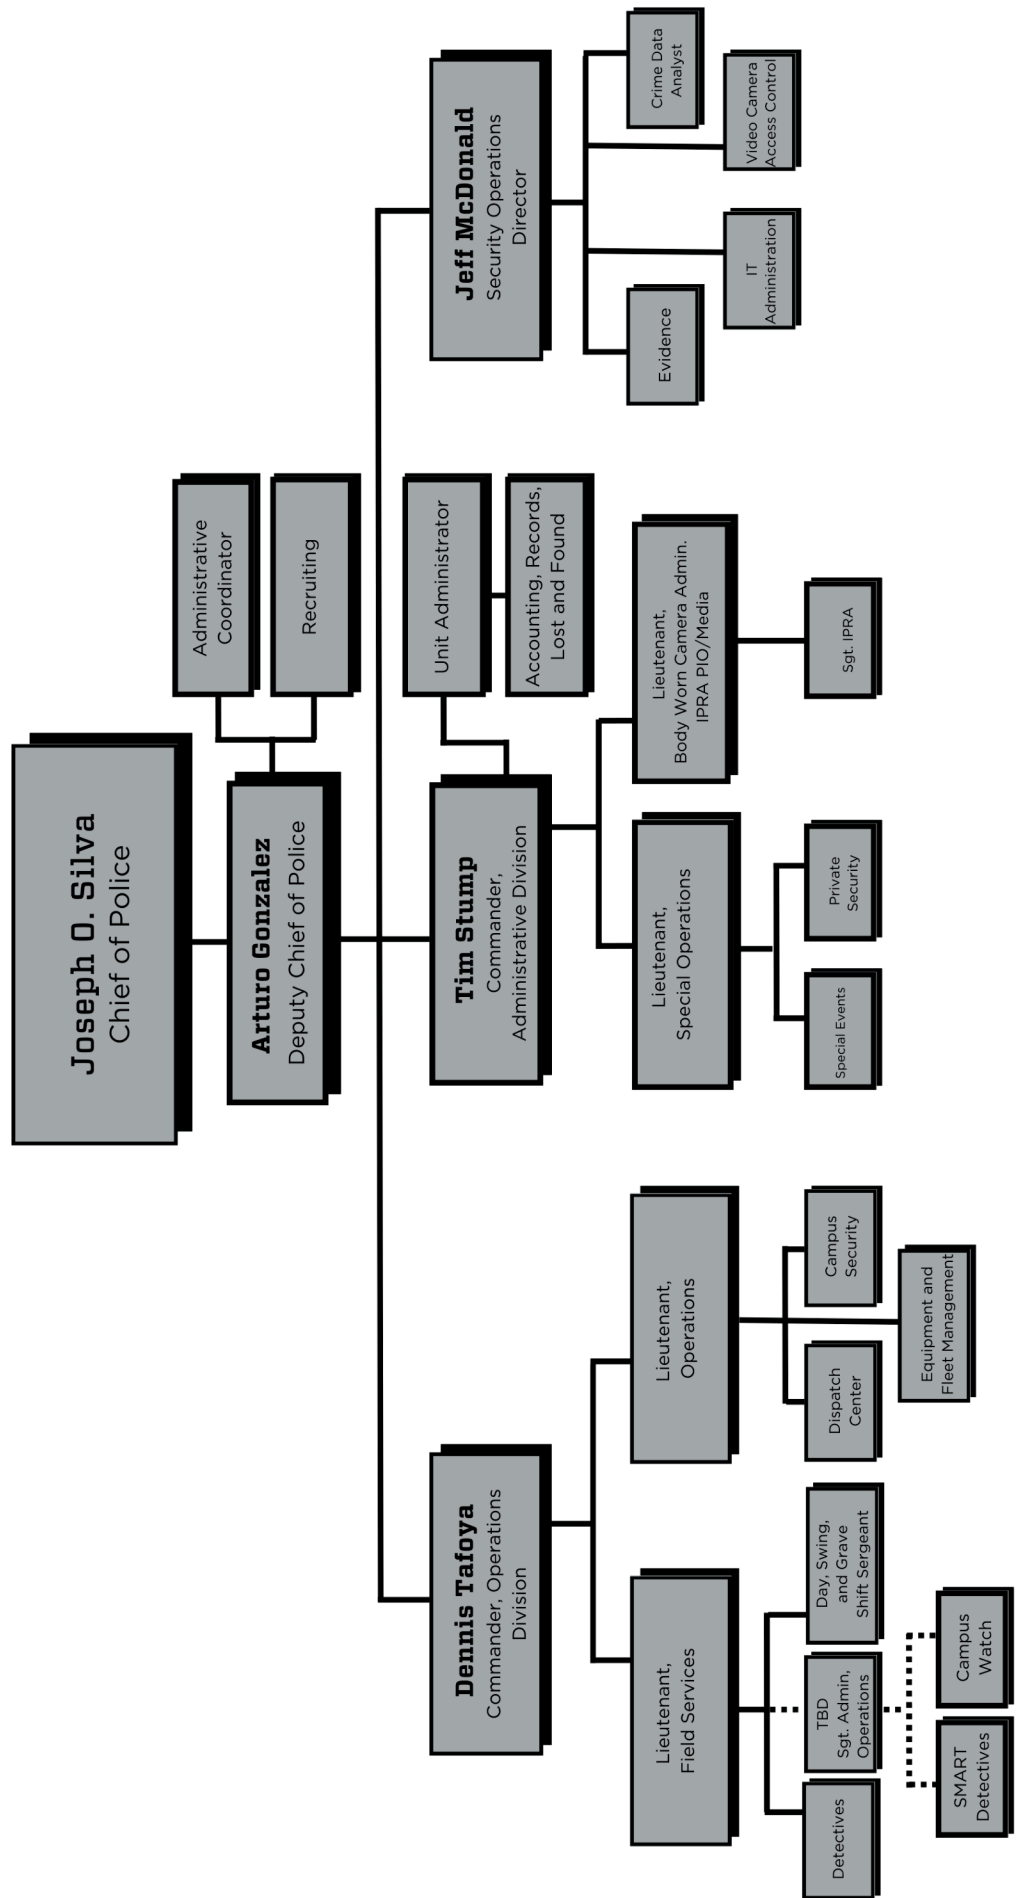 Joseph O. Silva
Chief of Police
Arturo Gonzalez
Deputy Chief of Police
Administrative
Coordinator
Recruiting
Dennis Tafoya
Commander, Operations
Division
Tim Stump
Commander,
Administrative Division
Unit Administrator
Accounting, Records,
Lost and Found
Jeff McDonald
Security Operations
Director
Lieutenant,
Field Services
Lieutenant,
Operations
Lieutenant,
Special Operations
Lieutenant,
Body Worn Camera Admin.
IPRA PIO/Media
Evidence
Crime Data
Analyst
IT
Administration
Video Camera
Access Control
Detectives
TBD
Sgt. Admin,
Operations
Day, Swing,
and Grave
Shift Sergeant
Dispatch
Center
Campus
Security
Equipment and
Fleet Management
Special Events
Private
Security
Sgt. IPRA
SMART
Detectives
Campus
Watch